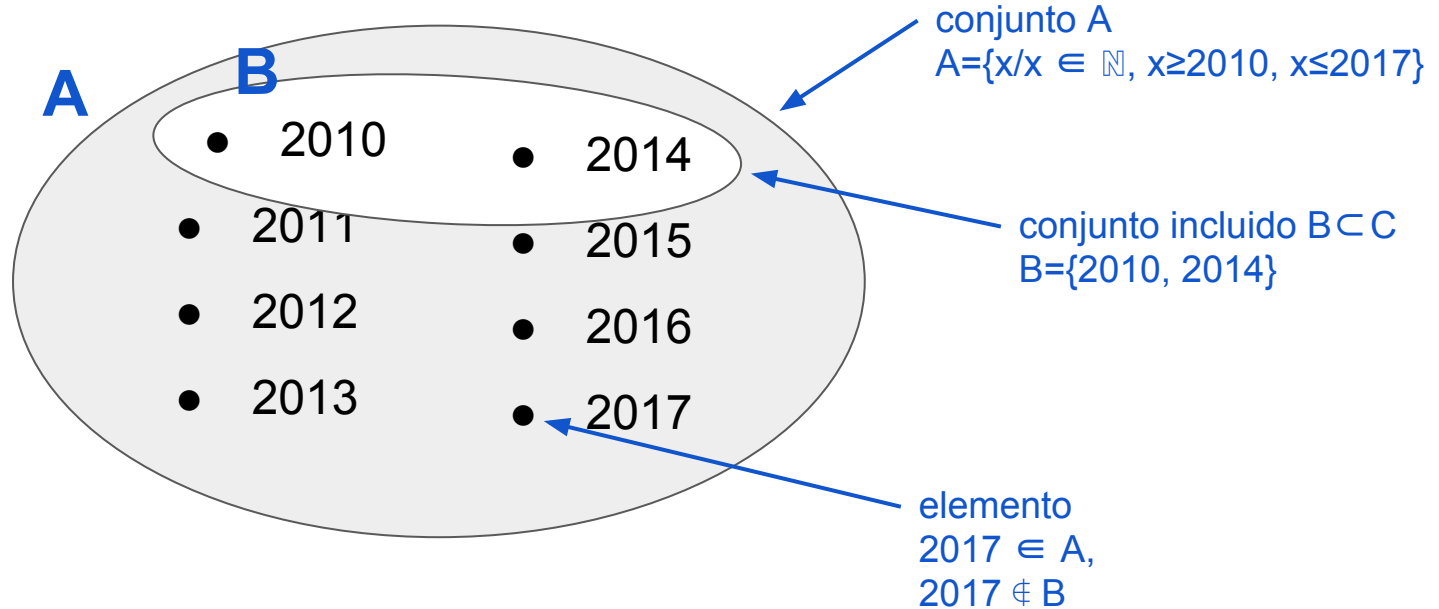 A
B
conjunto A
A={x/x ∈ ℕ, x≥2010, x≤2017}
● 2010
● 2011
● 2012
● 2013
● 2014
● 2015
● 2016
● 2017
conjunto incluido B⊂C
B={2010, 2014}
elemento
2017 ∈ A,
2017 ∉ B